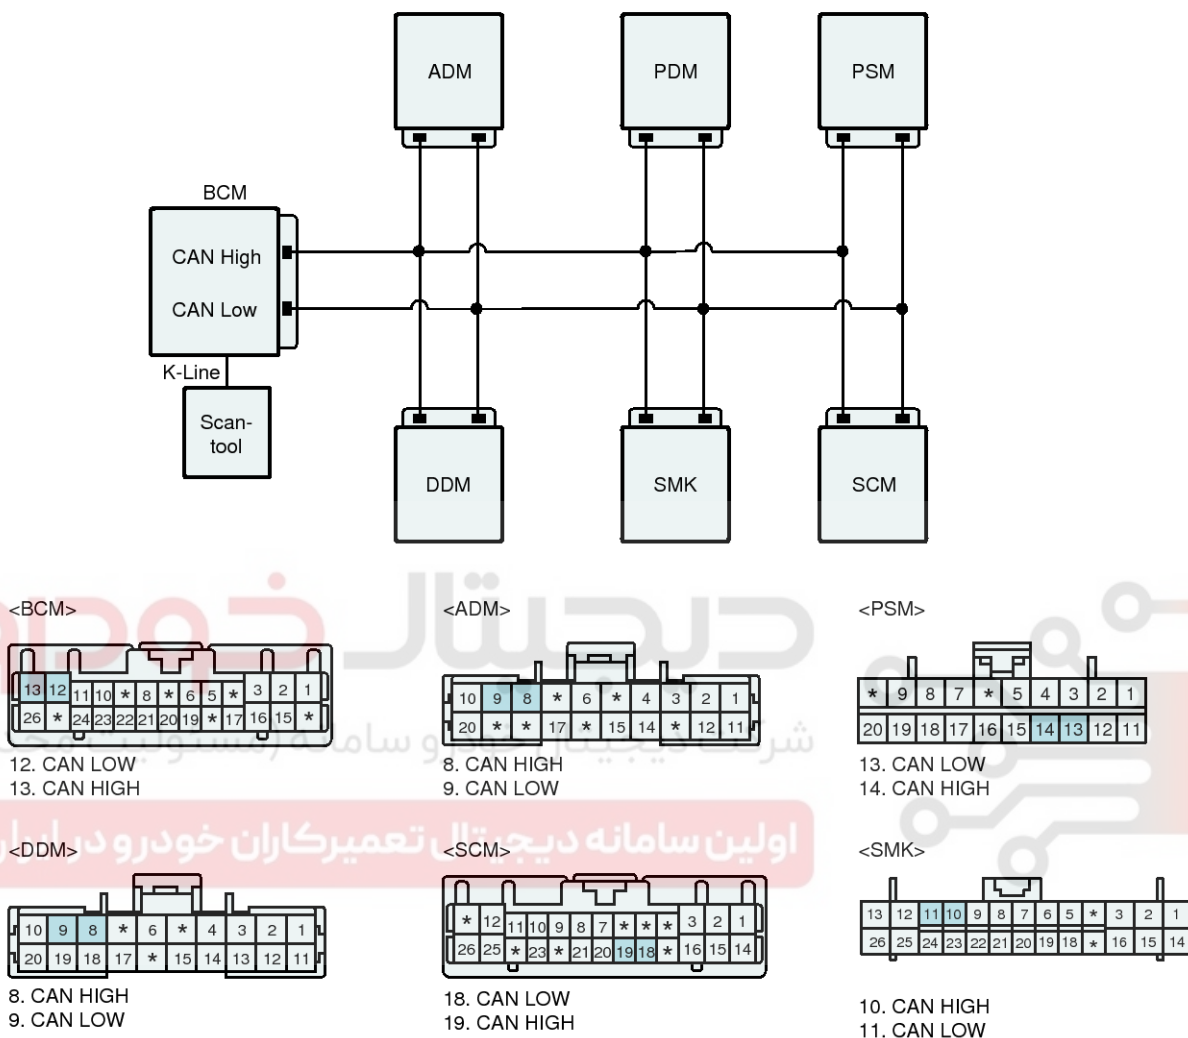 ADM
PDM
PSM
BCM
CAN High
CAN Low
K-Line
Scan-
tool
DDM
SMK
SCM
<BCM>
13 12 11 10 * 8 * 6 5 * 3 2 1
26 * 24 23 22 21 20 19 * 17 16 15 *
12. CAN LOW
13. CAN HIGH
<ADM>
10 9 8 * 6 * 4 3 2 1
20 * * 17 * 15 14 * 12 11
8. CAN HIGH
9. CAN LOW
<PSM>
* 9 8 7 * 5 4 3 2 1
20 19 18 17 16 15 14 13 12 11
13. CAN LOW
14. CAN HIGH
دیجیتال خودرو
اولین سامانه دیجیتال تعمیرکاران خودرو در ایران
<DDM>
10 9 8 * 6 * 4 3 2 1
20 19 18 17 * 15 14 13 12 11
8. CAN HIGH
9. CAN LOW
<SCM>
* 12 11 10 9 8 7 * * * 3 2 1
26 25 * 23 * 21 20 19 18 * 16 15 14
18. CAN LOW
19. CAN HIGH
<SMK>
13 12 11 10 9 8 7 6 5 * 3 2 1
26 25 24 23 22 21 20 19 18 * 16 15 14
10. CAN HIGH
11. CAN LOW